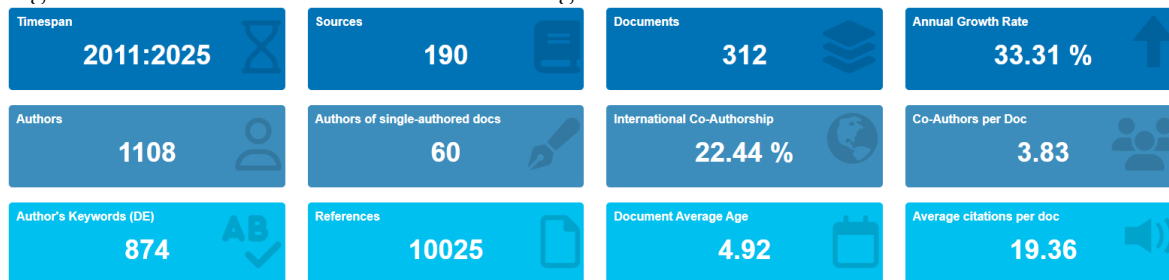 Timespan
2011:2025
Sources
190
Documents
312
Annual Growth Rate
33.31 %
Authors
1108
Authors of single-authored docs
60
International Co-Authorship
22.44 %
Co-Authors per Doc
3.83
Author's Keywords (DE)
874
AB
References
10025
Document Average Age
4.92
Average citations per doc
19.36